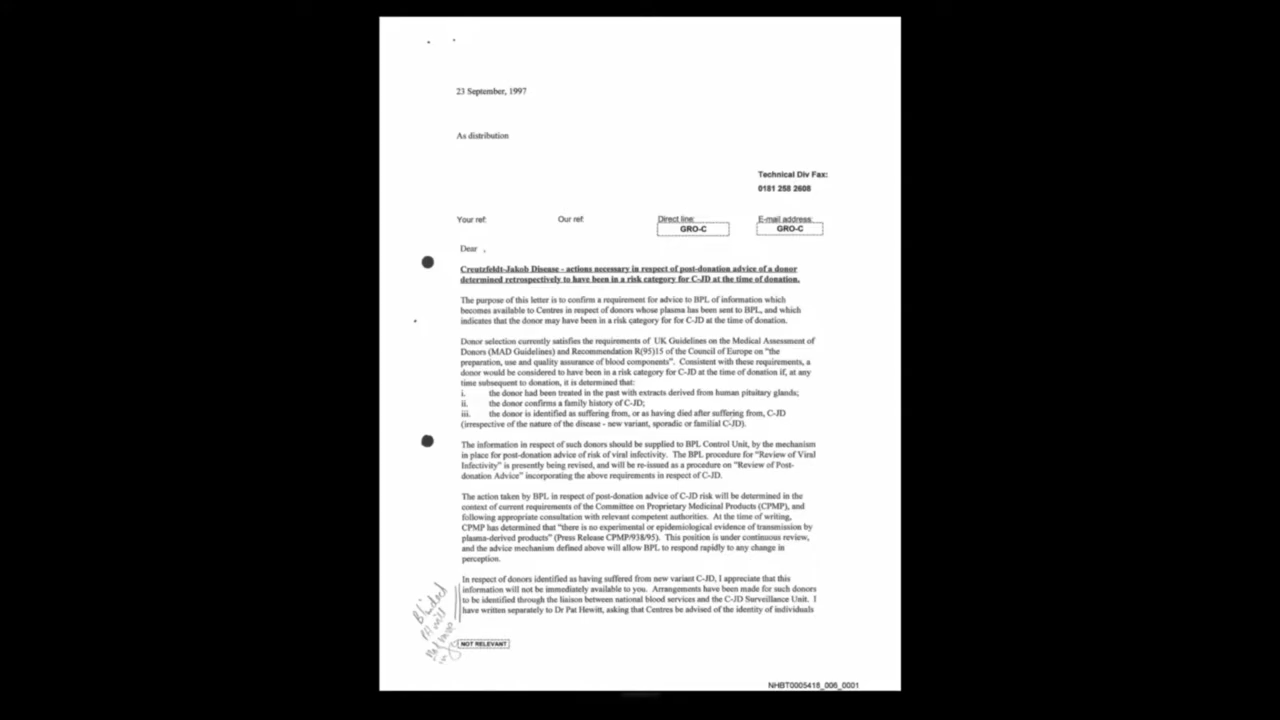 23 September, 1997
As distribution
Technical Div Fax:
0181 258 2608
Your ref:
Our ref:
Direct line:
E-mail address:
GRO-C
GRO-C
Dear ,
Creutzfeldt-Jakob Disease - actions necessary in respect of post-donation advice of a donor
determined retrospectively to have been in a risk category for C-JD at the time of donation.
The purpose of this letter is to confirm a requirement for advice to BPL of information which
becomes available to Centres in respect of donors whose plasma has been sent to BPL, and which
indicates that the donor may have been in a risk category for for C-JD at the time of donation.
Donor selection currently satisfies the requirements of UK Guidelines on the Medical Assessment of
Donors (MAD Guidelines) and Recommendation R(95)15 of the Council of Europe on "the
preparation, use and quality assurance of blood components". Consistent with these requirements, a
donor would be considered to have been in a risk category for C-JD at the time of donation if, at any
time subsequent to donation, it is determined that:
i. the donor had been treated in the past with extracts derived from human pituitary glands;
ii. the donor confirms a family history of C-JD;
iii. the donor is identified as suffering from, or as having died after suffering from, C-JD
(irrespective of the nature of the disease - new variant, sporadic or familial C-JD).
The information in respect of such donors should be supplied to BPL Control Unit, by the mechanism
in place for post-donation advice of risk of viral infectivity. The BPL procedure for "Review of Viral
Infectivity" is presently being revised, and will be re-issued as a procedure on "Review of Post-
donation Advice" incorporating the above requirements in respect of C-JD.
The action taken by BPL in respect of post-donation advice of C-JD risk will be determined in the
context of current requirements of the Committee on Proprietary Medicinal Products (CPMP), and
following appropriate consultation with relevant competent authorities. At the time of writing,
CPMP has determined that "there is no experimental or epidemiological evidence of transmission by
plasma-derived products" (Press Release CPMP/938/95). This position is under continuous review,
and the advice mechanism defined above will allow BPL to respond rapidly to any change in
perception.
In respect of donors identified as having suffered from new variant C-JD, I appreciate that this
information will not be immediately available to you. Arrangements have been made for such donors
to be identified through the liaison between national blood services and the C-JD Surveillance Unit. I
have written separately to Dr Pat Hewitt, asking that Centres be advised of the identity of individuals
NOT RELEVANT
NHBT0005418_006_0001